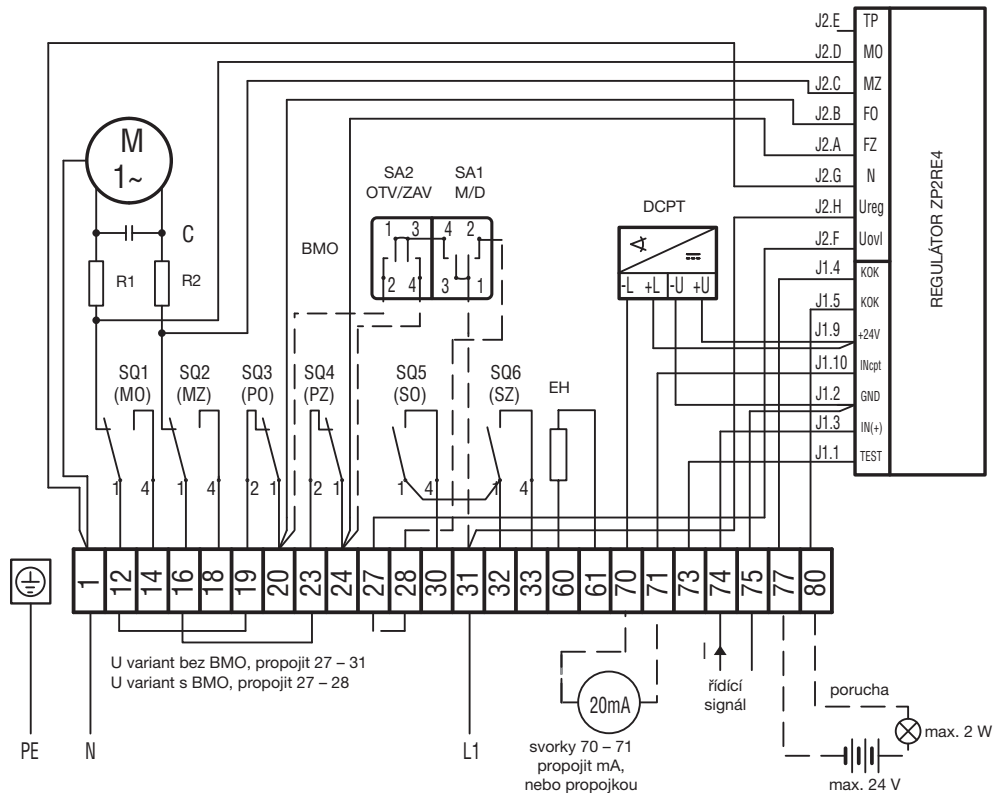 J2.E TP
J2.D MO
J2.C MZ
J2.B FO
J2.A FZ
J2.G N
J2.H Ureg
J2.F Uovl
J1.4 KOK
J1.5 KOK
J1.9 +24V
J1.10 INcpt
J1.2 GND
J1.3 IN(+)
J1.1 TEST
REGULÁTOR ZP2RE4
M
1~
C
R1 R2
SA2 SA1
OTV/ZAV M/D
BMO
1 3 4 2
2 4 3 1
DCPT
-L +L -U +U
SQ1 SQ2 SQ3 SQ4 SQ5 SQ6 EH
(MO) (MZ) (PO) (PZ) (SO) (SZ)
1 4 1 4 2 1 2 1 1 4 1 4
1 12 14 16 18 19 20 23 24 27 28 30 31 32 33 60 61 70 71 73 74 75 77 80
U variant bez BMO, propojit 27 – 31
U variant s BMO, propojit 27 – 28
I
řídící
signál
porucha
20mA
max. 2 W
PE N L1
svorky 70 – 71
propojit mA,
nebo propojkou
max. 24 V